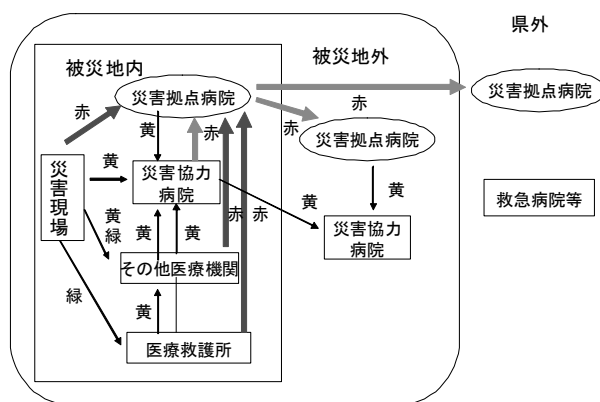 県外
被災地内
被災地外
災害拠点病院
災害拠点病院
赤
赤
赤
災害拠点病院
黄
赤
災害現場
黄
災害協力
病院
黄
黄
救急病院等
災害協力
病院
黄
緑
黄
黄
赤
赤
その他医療機関
緑
黄
医療救護所